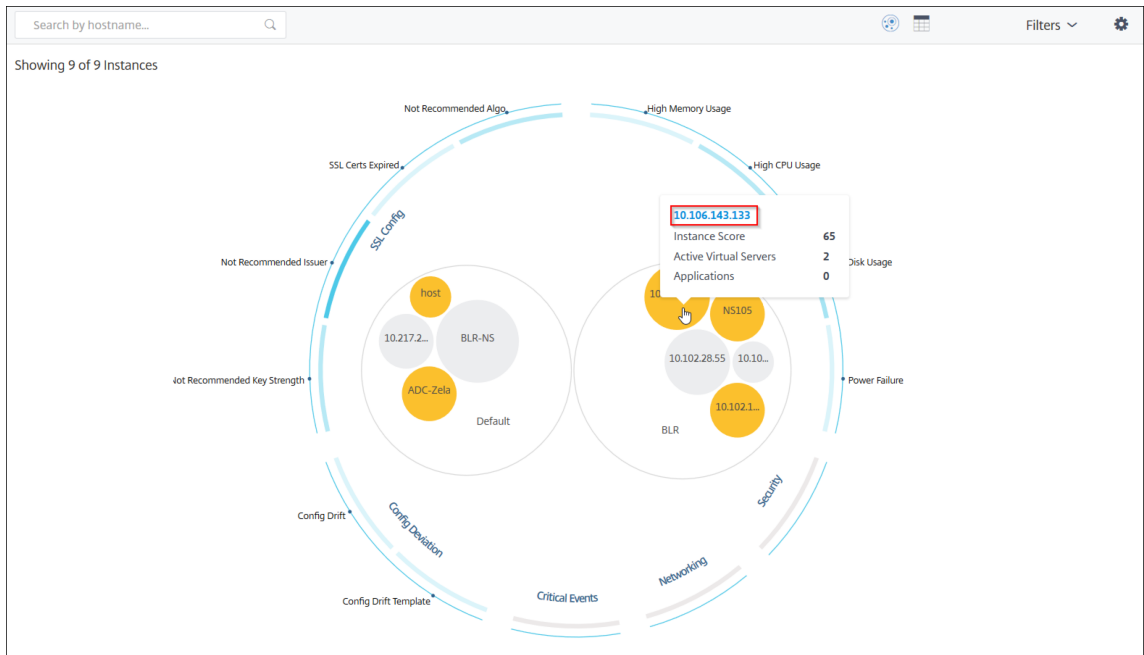 Search by hostname...
Filters
Showing 9 of 9 Instances
Not Recommended Algo.
High Memory Usage
SSL Certs Expired
High CPU Usage
SSL Config
10.106.143.133
Instance Score 65
Active Virtual Servers 2
Applications 0
Not Recommended Issuer
Disk Usage
host
10
NS105
10.217.2...
BLR-NS
10.102.28.55
10.10...
Not Recommended Key Strength
Power Failure
ADC-Zela
10.102.1...
Default
BLR
Security
Config Drift
Config Deviation
Networking
Critical Events
Config Drift Template